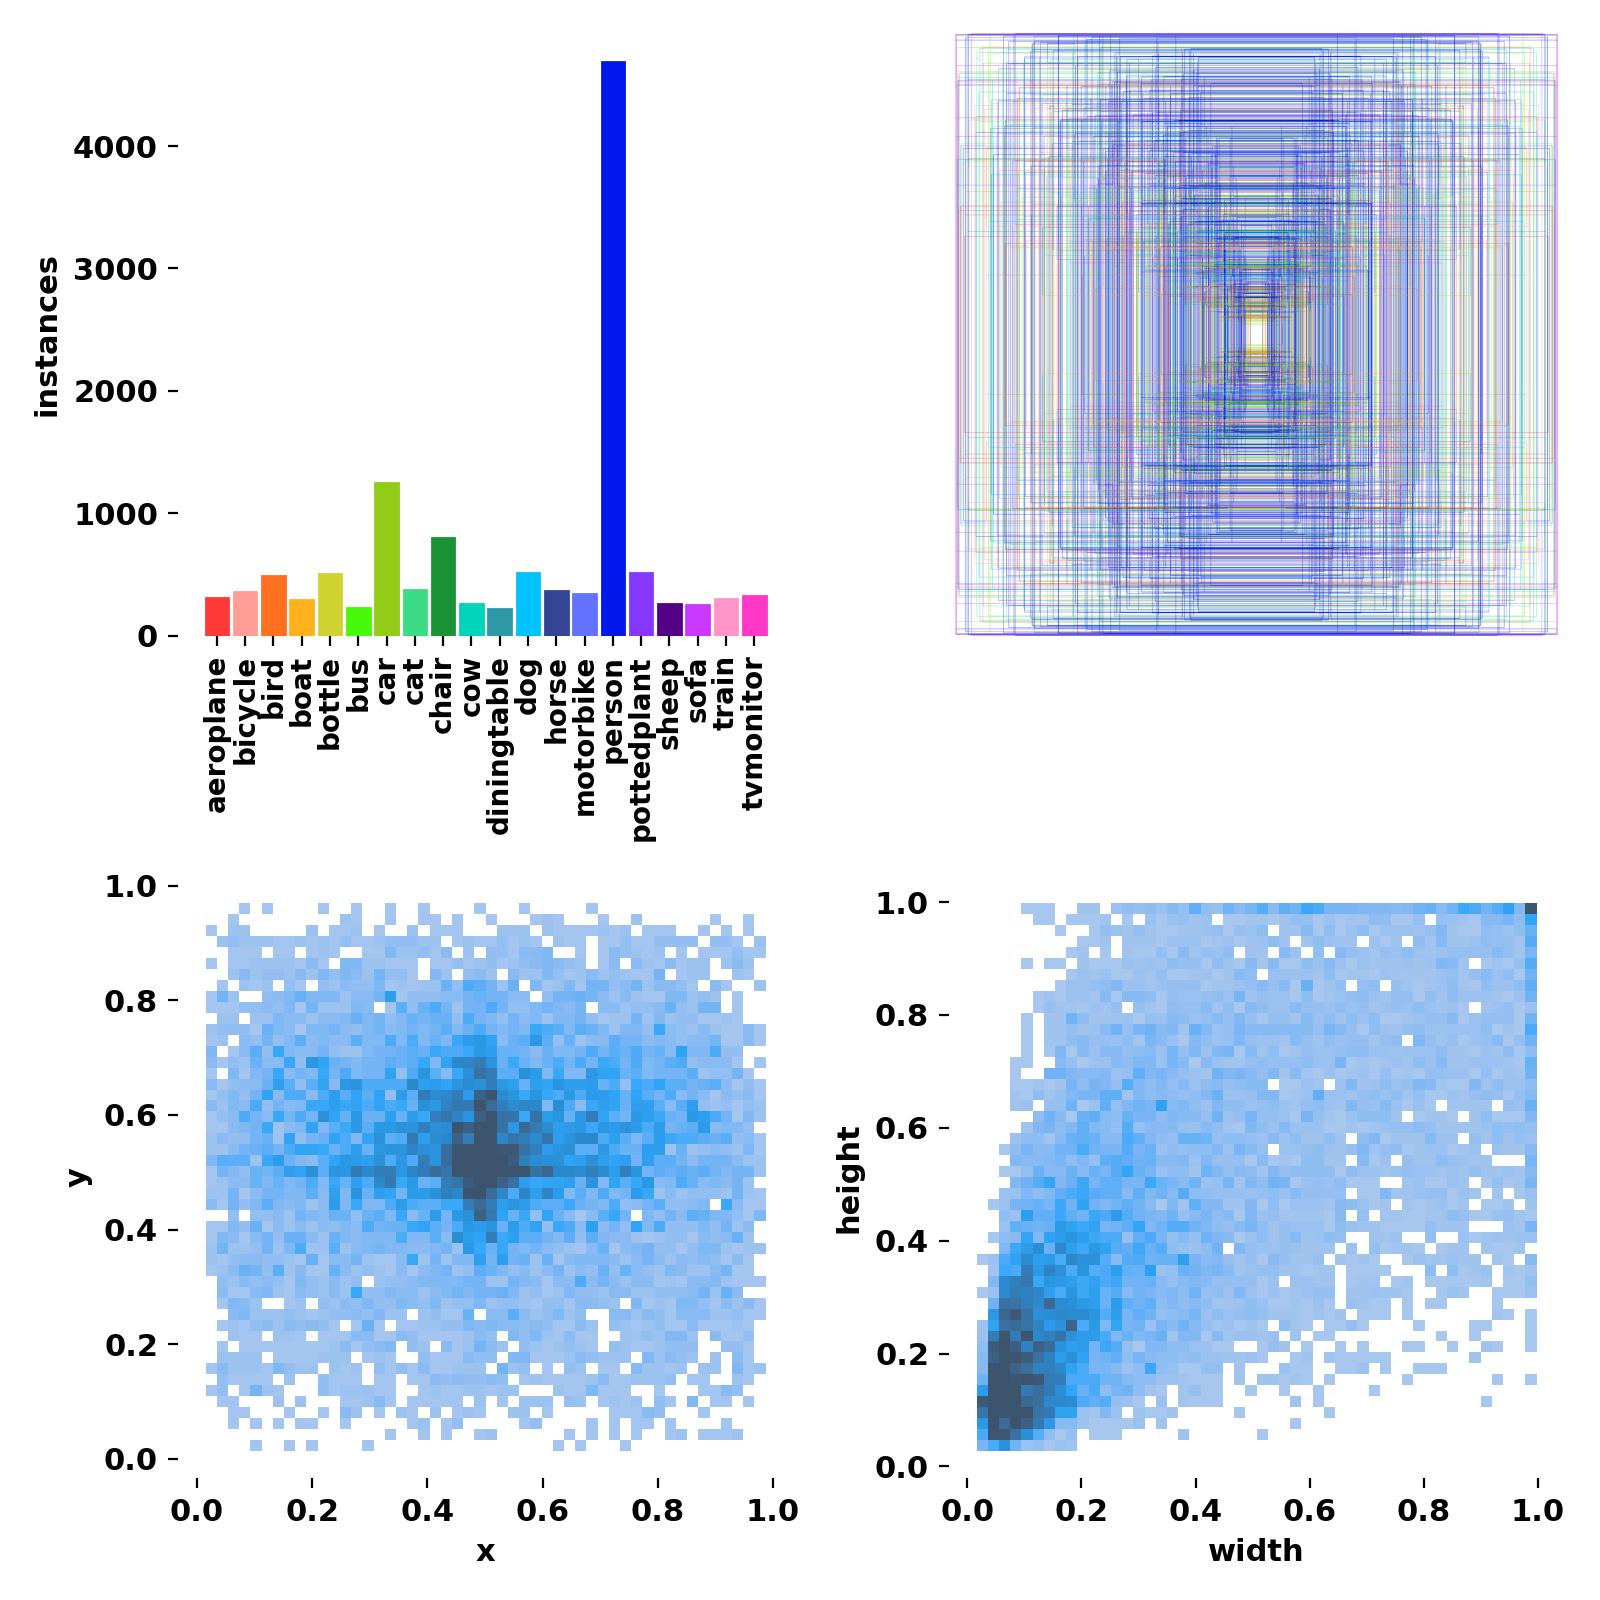 instances
4000
3000
2000
1000
0
aeroplane
bicycle
bird
boat
bottle
bus
car
cat
chair
cow
diningtable
dog
horse
motorbike
person
pottedplant
sheep
sofa
train
tvmonitor
y
1.0
0.8
0.6
0.4
0.2
0.0
0.0 0.2 0.4 0.6 0.8 1.0
x
height
1.0
0.8
0.6
0.4
0.2
0.0
0.0 0.2 0.4 0.6 0.8 1.0
width